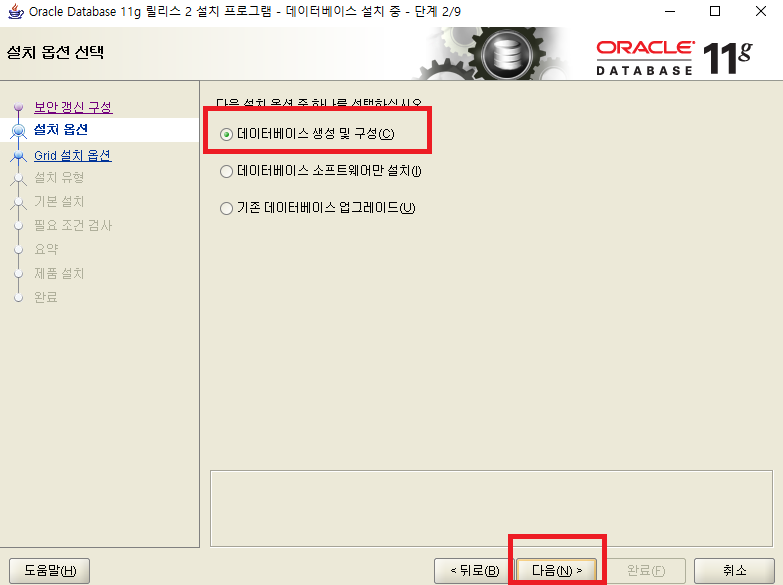 Oracle Database 11g 릴리스 2 설치 프로그램 - 데이터베이스 설치 중 - 단계 2/9
설치 옵션 선택
ORACLE
DATABASE 11g
보안 갱신 구성
설치 옵션
Grid 설치 옵션
설치 유형
기본 설치
필요 조건 검사
요약
제품 설치
완료
다음 설치 옵션 중 하나를 선택하십시오.
데이터베이스 생성 및 구성(C)
데이터베이스 소프트웨어만 설치(I)
기존 데이터베이스 업그레이드(U)
도움말(H)
< 뒤로(B)
다음(N) >
완료(F)
취소